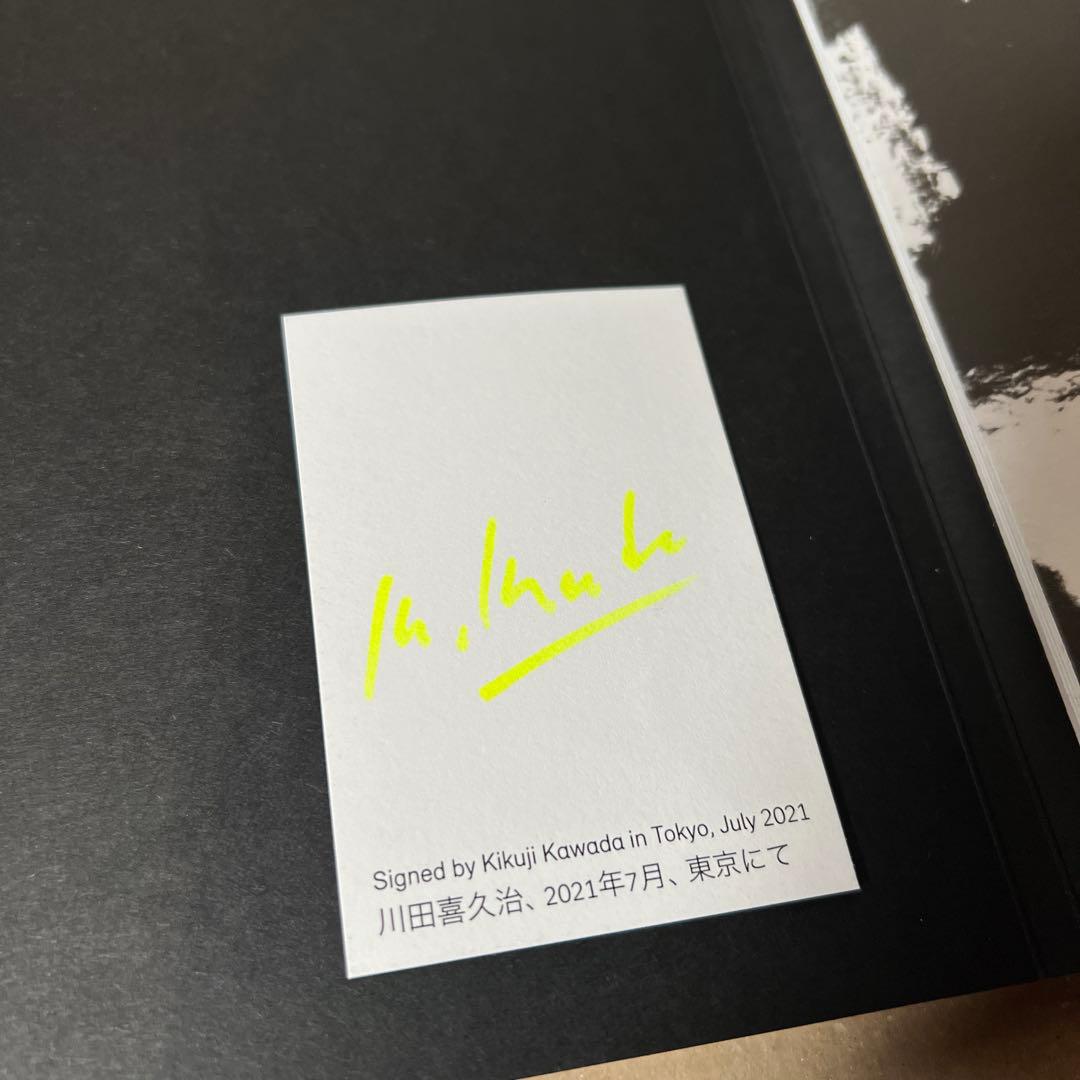 Signed by Kikuji Kawada in Tokyo, July 2021
川田喜久治、2021年7月、東京にて